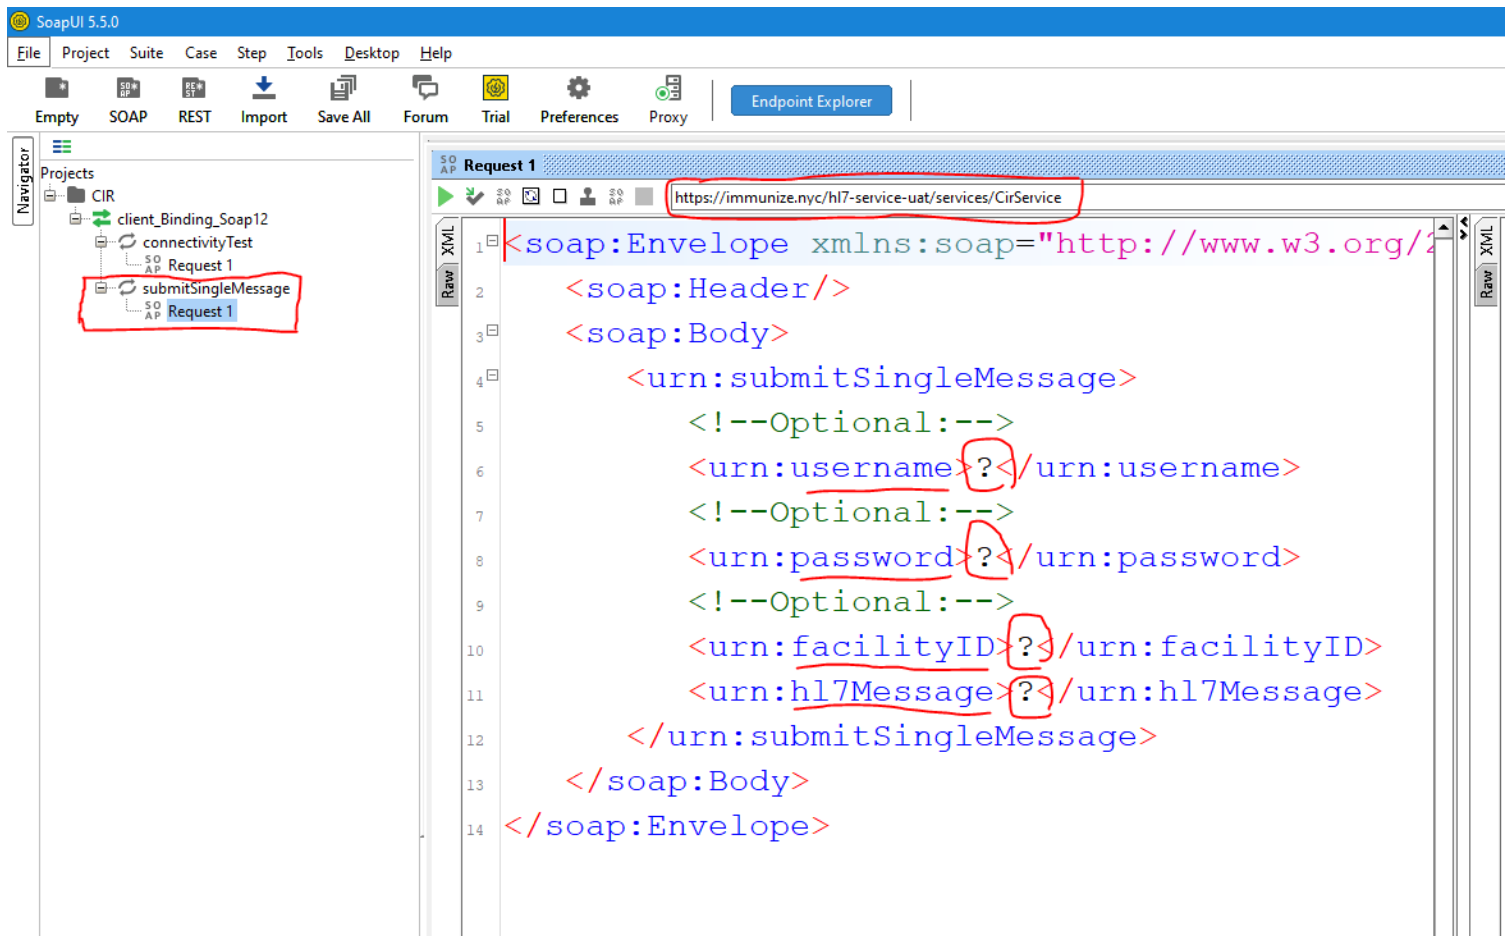 SoapUI 5.5.0
File Project Suite Case Step Tools Desktop Help
Empty SOAP REST Import Save All Forum Trial Preferences Proxy Endpoint Explorer
Navigator
Projects
CIR
client_Binding_Soap12
connectivityTest
SOAP Request 1
submitSingleMessage
SOAP Request 1
SOAP Request 1
https://immunize.nyc/hl7-service-uat/services/CirService
XML
Raw
1 <soap:Envelope xmlns:soap="http://www.w3.org/2
2 <soap:Header/>
3 <soap:Body>
4 <urn:submitSingleMessage>
5 <!--Optional:-->
6 <urn:username>?</urn:username>
7 <!--Optional:-->
8 <urn:password>?</urn:password>
9 <!--Optional:-->
10 <urn:facilityID>?</urn:facilityID>
11 <urn:hl7Message>?</urn:hl7Message>
12 </urn:submitSingleMessage>
13 </soap:Body>
14 </soap:Envelope>
XML
Raw